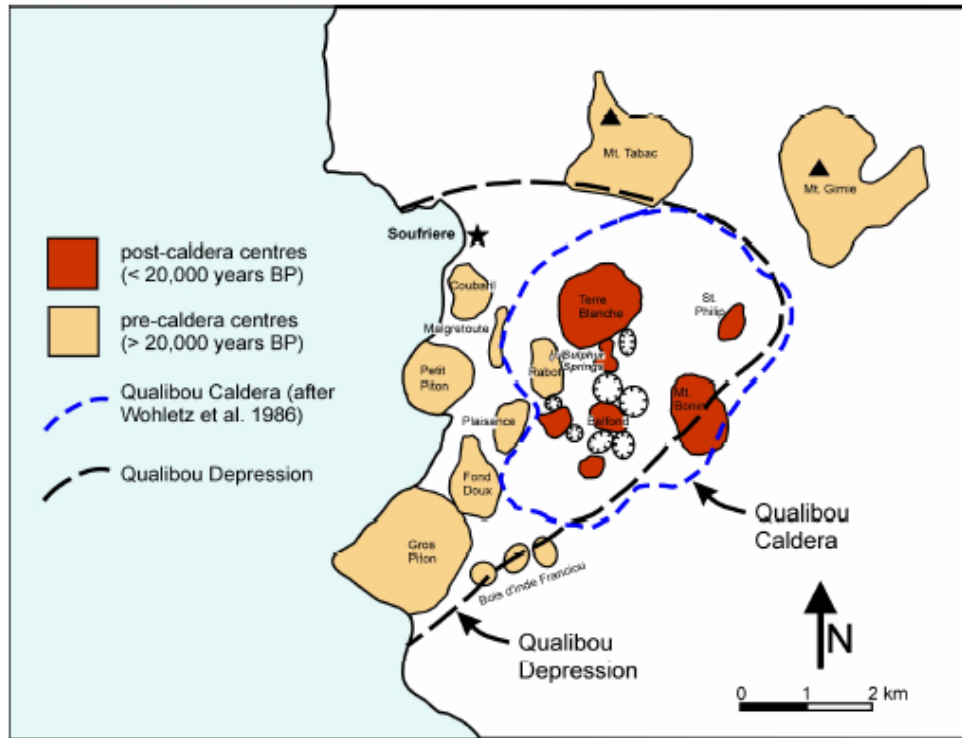 Mt. Tabac
Mt. Gimie
Soufriere
post-caldera centres
(< 20,000 years BP)
pre-caldera centres
(> 20,000 years BP)
Qualibou Caldera (after
Wohletz et al. 1986)
Qualibou Depression
Coubaril
Terre
Blanche
St.
Philip
Malgretoute
Sulphur
Springs
Rabot
Petit
Piton
Mt.
Bonin
Plaisance
Belfond
Fond
Doux
Qualibou
Caldera
Gros
Piton
Bois d'inde Franciou
Qualibou
Depression
N
0 1 2 km